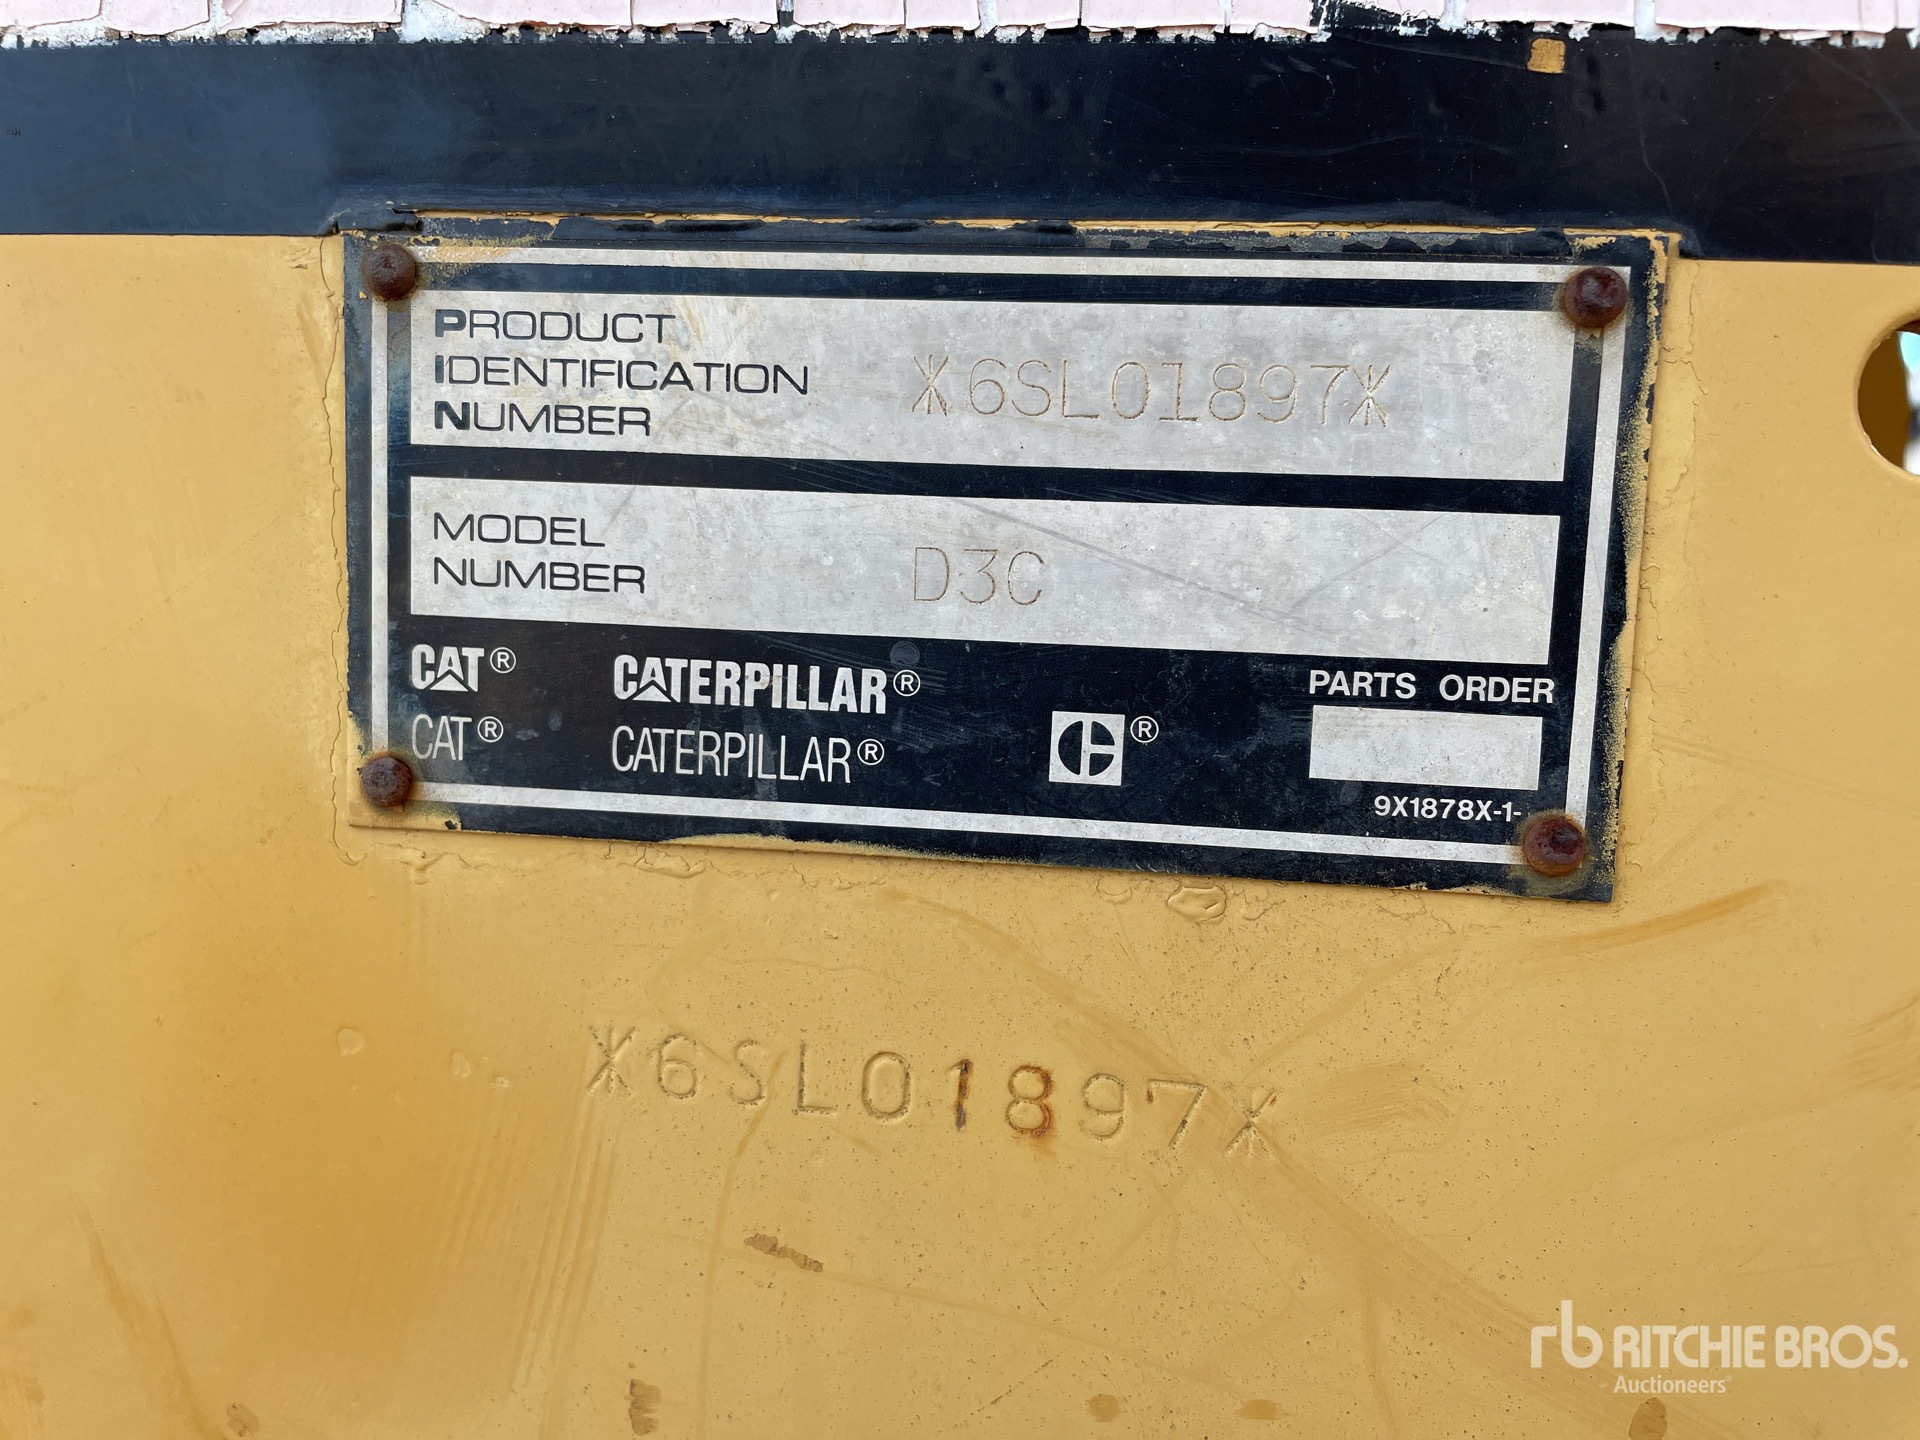 PRODUCT
IDENTIFICATION
NUMBER
*6SL01897*
MODEL
NUMBER
D3C
CAT® CATERPILLAR®
CAT® CATERPILLAR® ®
PARTS ORDER
9X1878X-1-
*6SL01897*
rb RITCHIE BROS.
Auctioneers